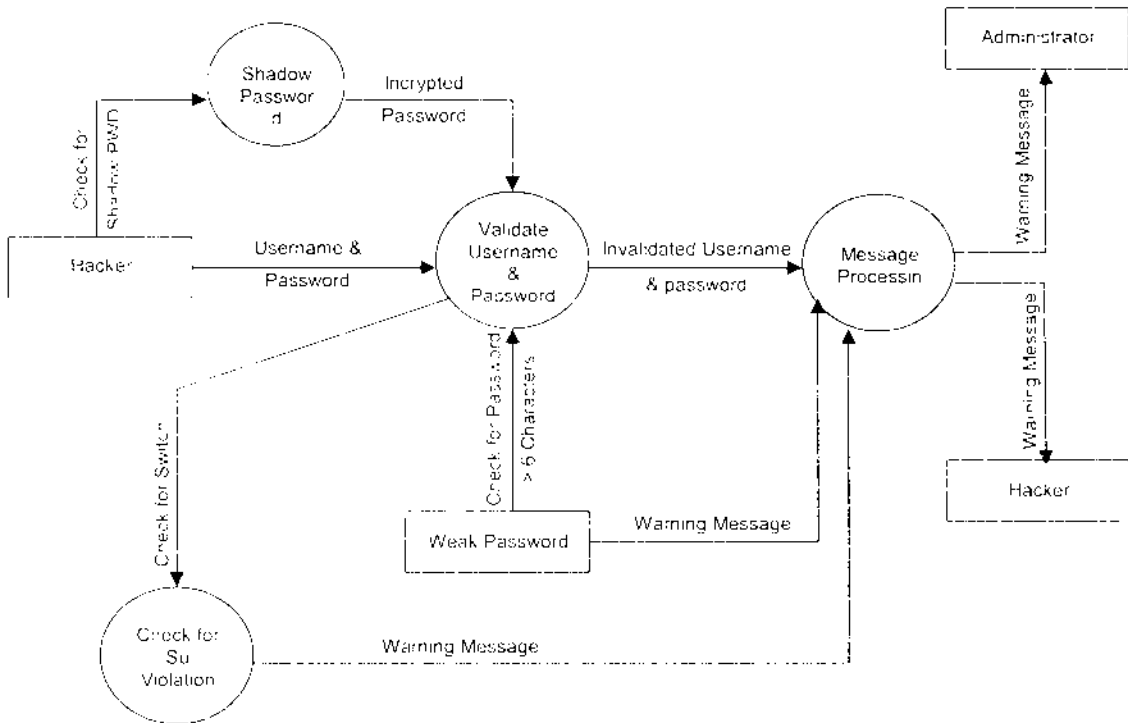 Administrator
Shadow
Passwor
d
Incrypted
Password
Check for
Shadow PWD
Warning Message
Hacker
Username &
Password
Validate
Username
&
Password
Invalidated Username
& password
Message
Processin
Warning Message
Check for Password
> 6 Characters
Check for Switch
Hacker
Weak Password
Warning Message
Check for
Su
Violation
Warning Message